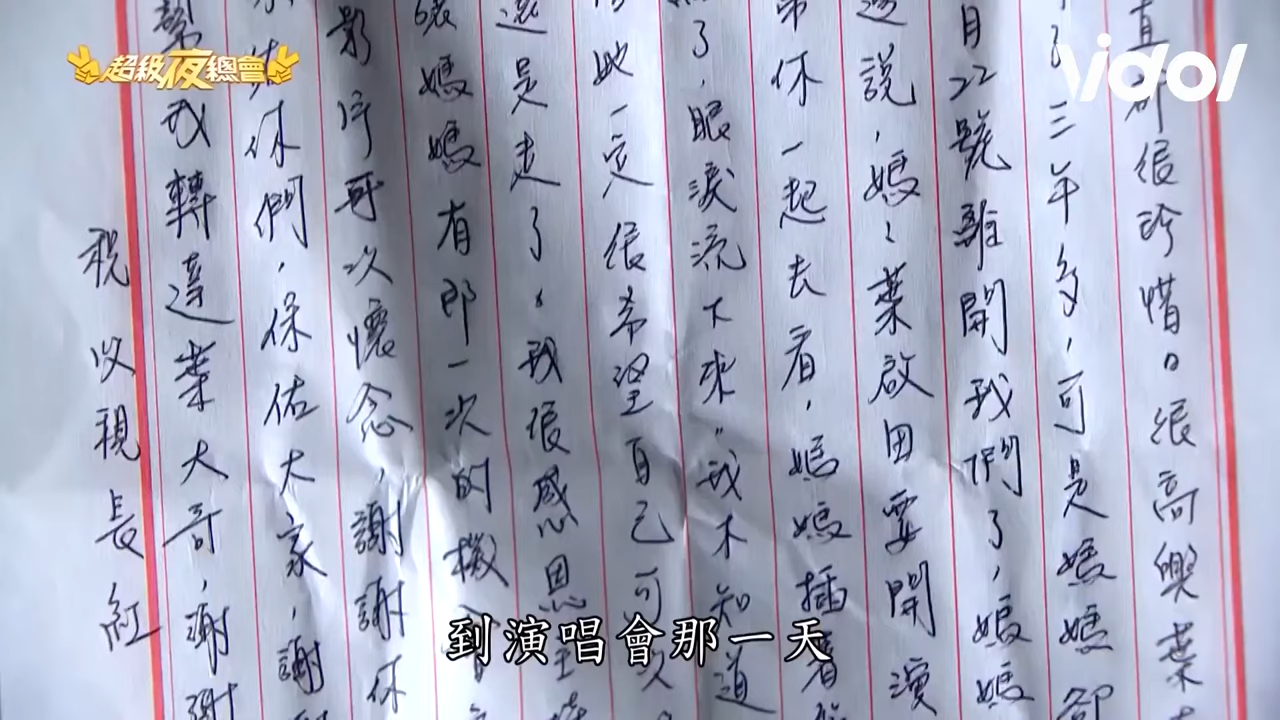 超級夜總會
vidol
直都很珍惜。很高興葉
了三年多，可是媽媽卻
月22號離開我們了，媽媽
說，媽媽葉啟田要開演
你一起去看，媽媽插著
了，眼淚流下來。我不知道
她一定很希望自己可以
還是走了。我很感恩
媽媽有那一次的機
影片哥次懷念，謝謝你
你們，保佑大家，謝
幫我轉達葉大哥，謝謝
祝收視長紅
到演唱會那一天